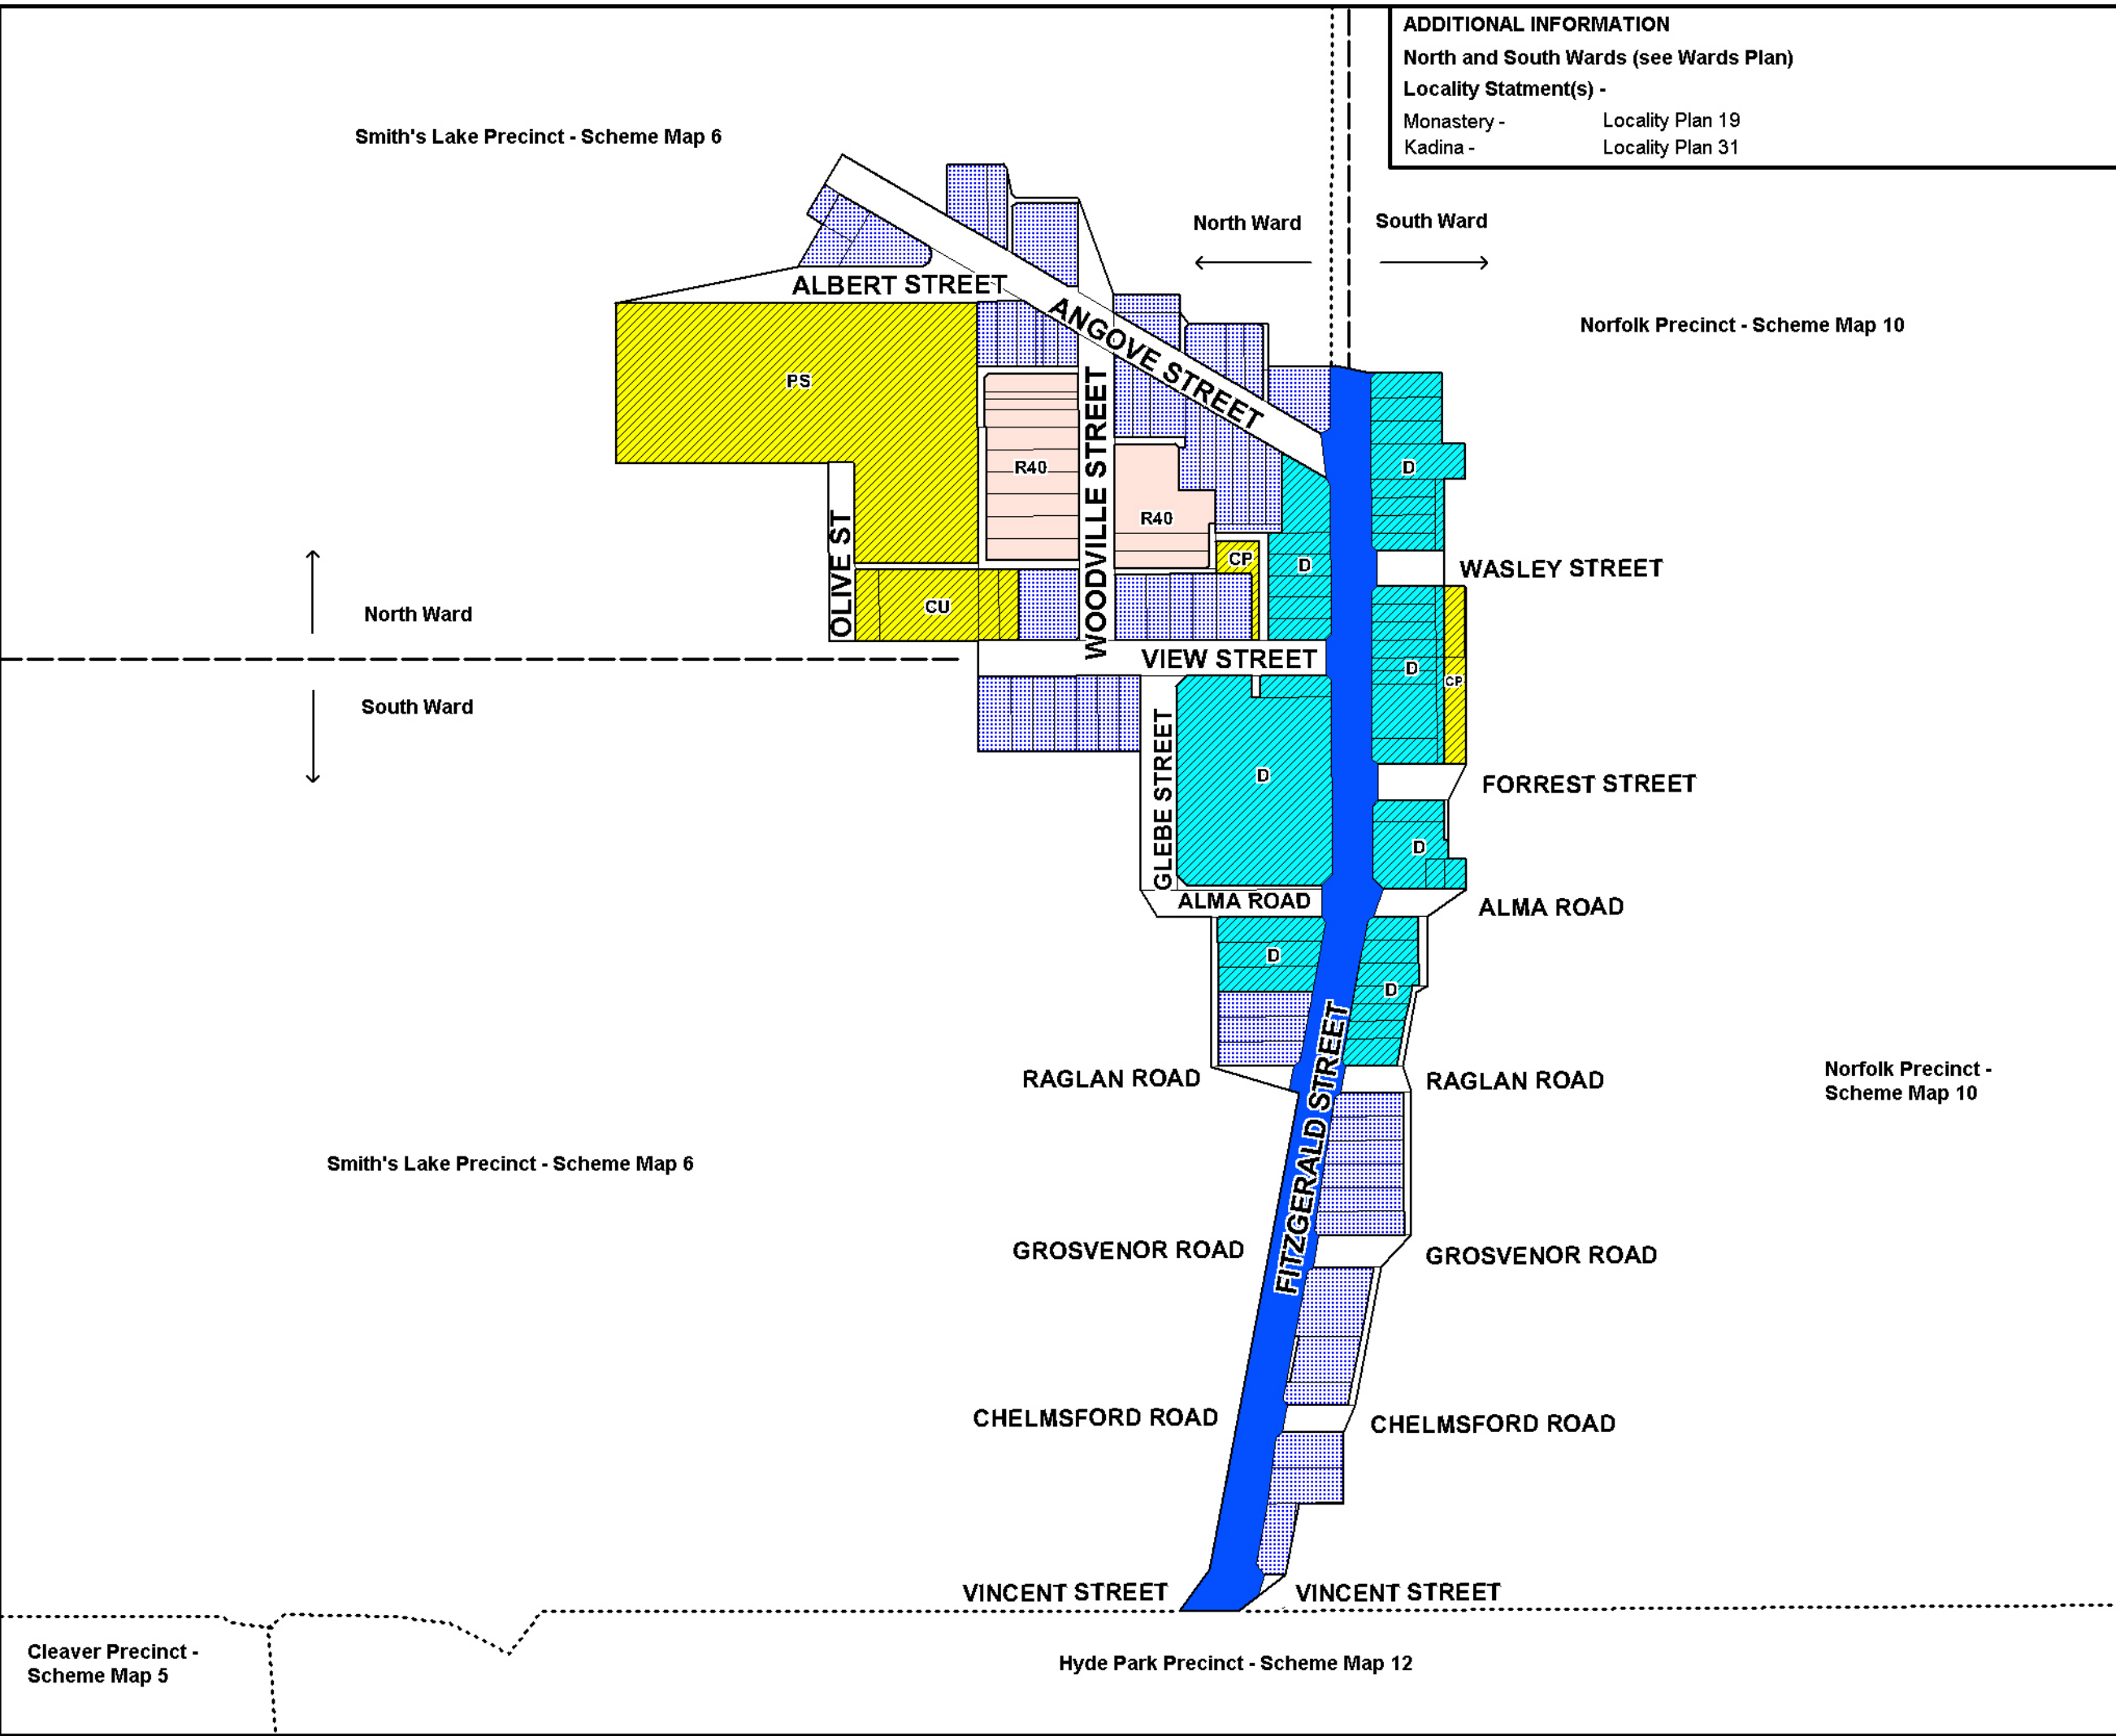 ADDITIONAL INFORMATION
North and South Wards (see Wards Plan)
Locality Statment(s) -
Monastery - Locality Plan 19
Kadina - Locality Plan 31
Smith's Lake Precinct - Scheme Map 6
North Ward
South Ward
ALBERT STREET
ANGOVE STREET
Norfolk Precinct - Scheme Map 10
PS
R40
WOODVILLE STREET
R40
D
OLIVE ST
CP
D
WASLEY STREET
CU
North Ward
VIEW STREET
D
CP
South Ward
GLEBE STREET
D
FORREST STREET
D
ALMA ROAD
ALMA ROAD
D
D
FITZGERALD STREET
RAGLAN ROAD
RAGLAN ROAD
Norfolk Precinct -
Scheme Map 10
Smith's Lake Precinct - Scheme Map 6
GROSVENOR ROAD
GROSVENOR ROAD
CHELMSFORD ROAD
CHELMSFORD ROAD
VINCENT STREET
VINCENT STREET
Cleaver Precinct -
Scheme Map 5
Hyde Park Precinct - Scheme Map 12